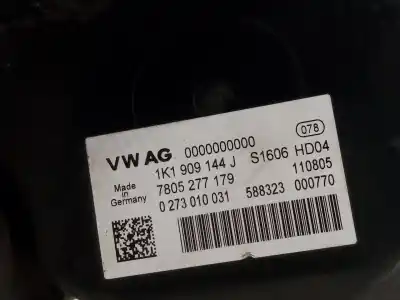 VW AG 0000000000 078
1K1 909 144 J S1606 HD04
Made in Germany 7805 277 179 110805
0 273 010 031 588323 000770